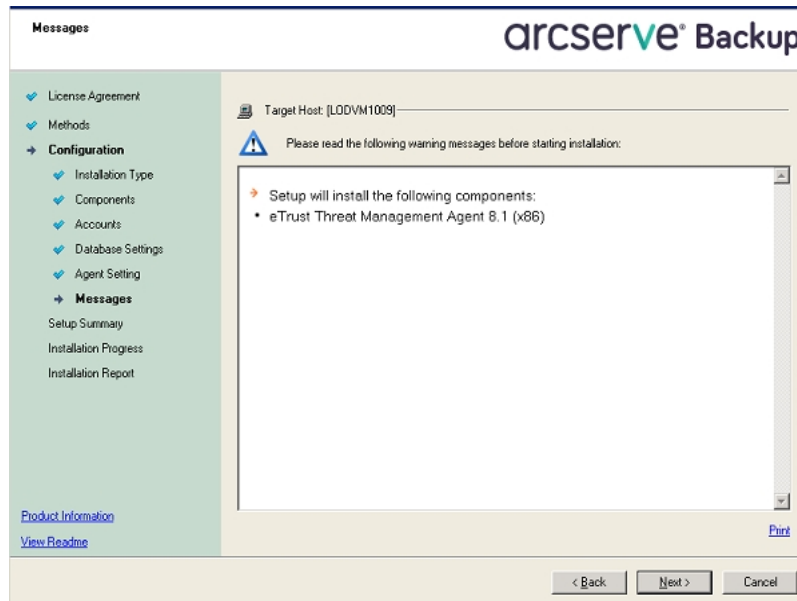 Messages
arcserve® Backup
License Agreement
Methods
Configuration
Installation Type
Components
Accounts
Database Settings
Agent Setting
Messages
Setup Summary
Installation Progress
Installation Report
Product Information
View Readme
Target Host: [LODVM1009]
Please read the following warning messages before starting installation:
Setup will install the following components:
• eTrust Threat Management Agent 8.1 (x86)
Print
< Back
Next >
Cancel